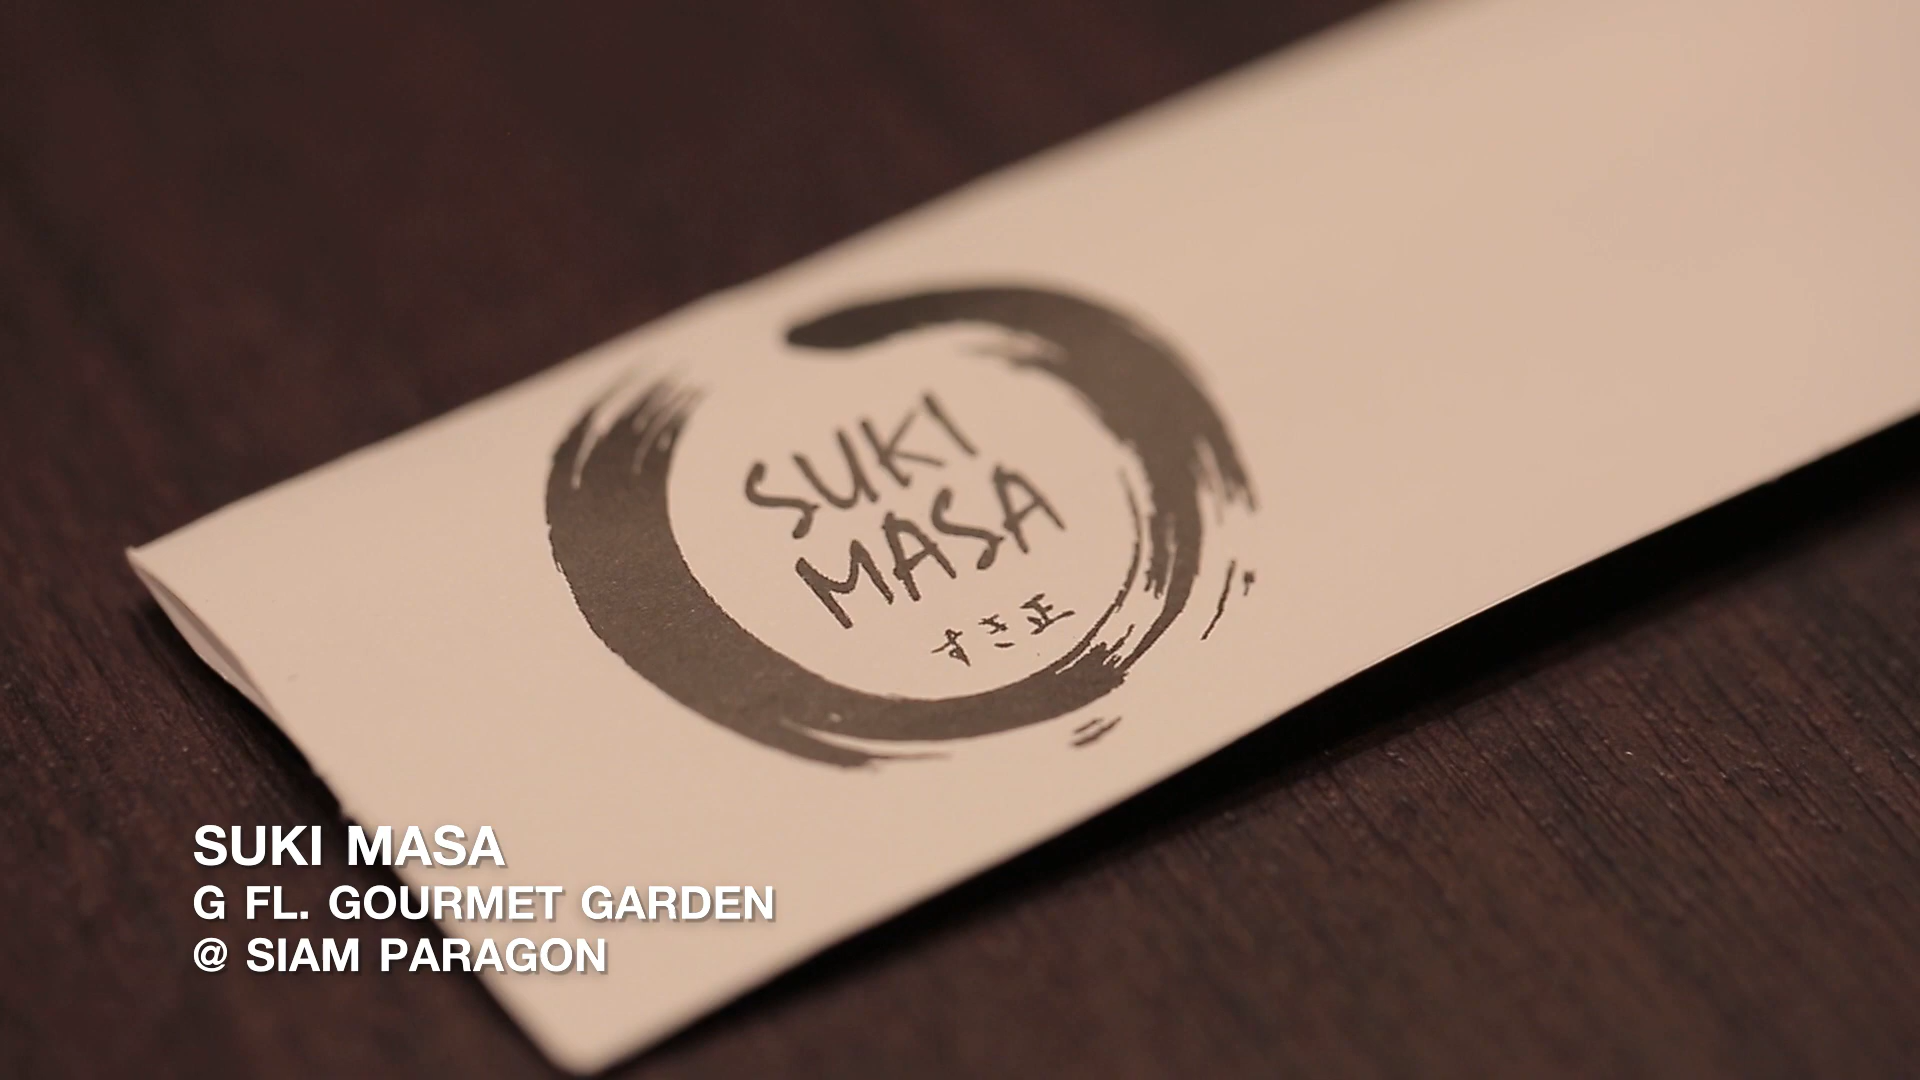 SUKI
MASA
すき正
SUKI MASA
G FL. GOURMET GARDEN
@ SIAM PARAGON